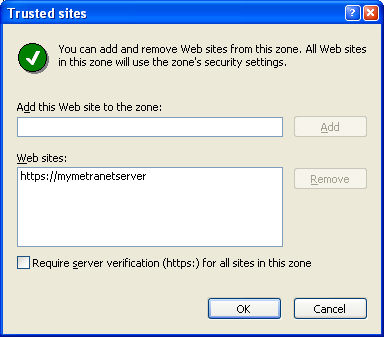 Trusted sites
You can add and remove Web sites from this zone. All Web sites
in this zone will use the zone's security settings.
Add this Web site to the zone:
Add
Web sites:
https://mymetranetserver
Remove
Require server verification (https:) for all sites in this zone
OK Cancel